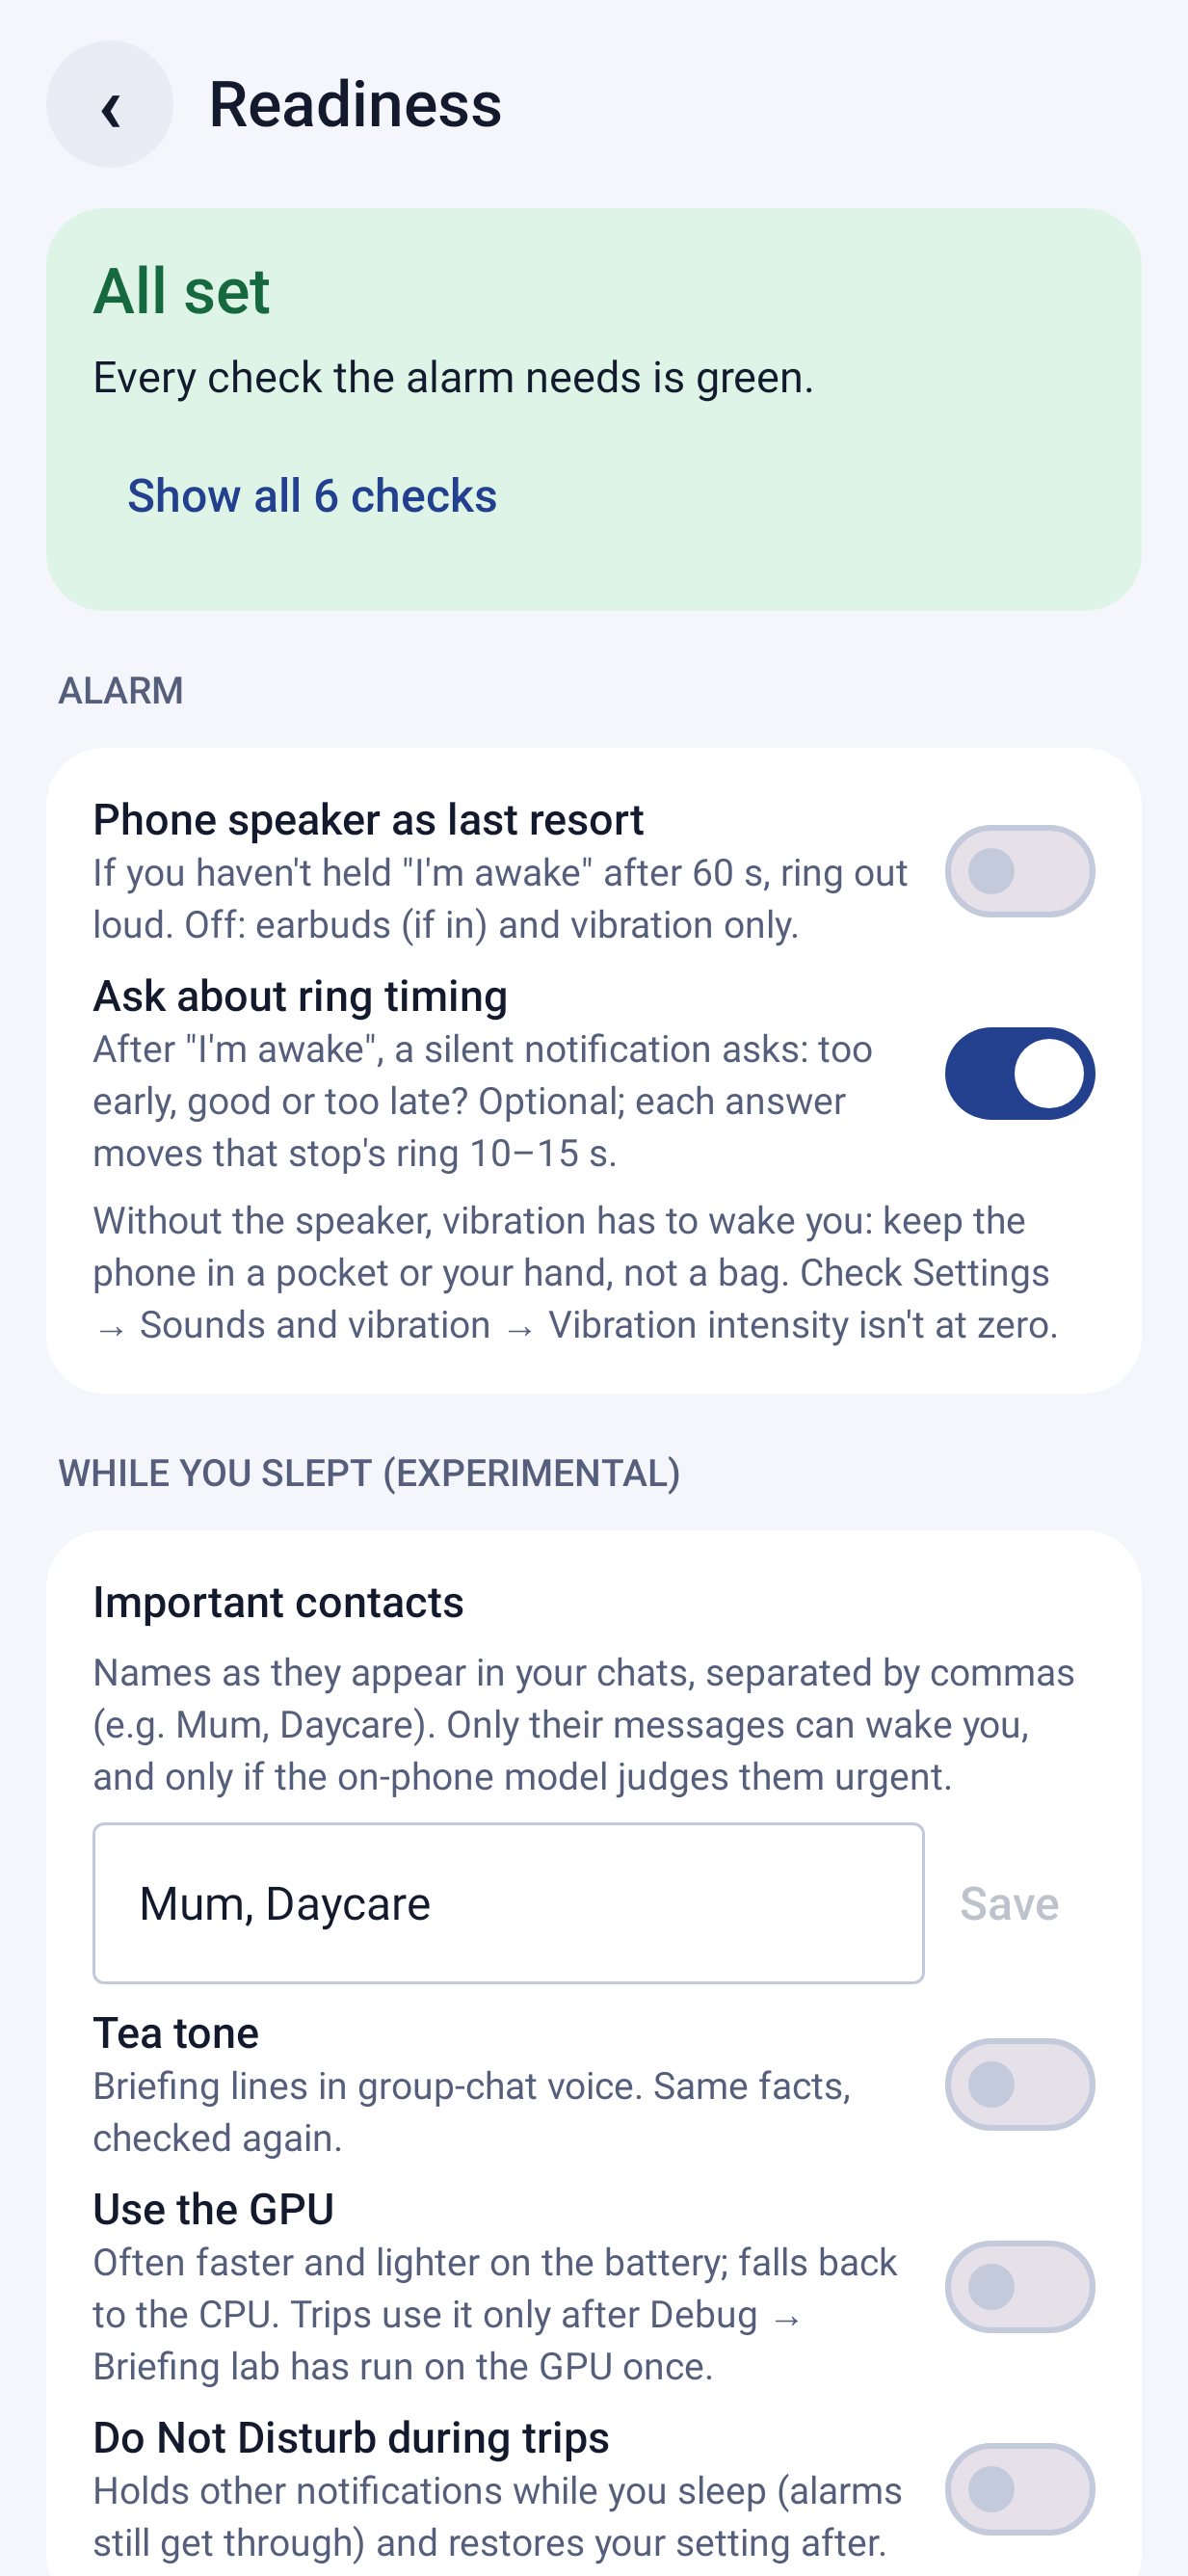 ‹ Readiness
All set
Every check the alarm needs is green.
Show all 6 checks
ALARM
Phone speaker as last resort
If you haven't held "I'm awake" after 60 s, ring out
loud. Off: earbuds (if in) and vibration only.
Ask about ring timing
After "I'm awake", a silent notification asks: too
early, good or too late? Optional; each answer
moves that stop's ring 10–15 s.
Without the speaker, vibration has to wake you: keep the
phone in a pocket or your hand, not a bag. Check Settings
→ Sounds and vibration → Vibration intensity isn't at zero.
WHILE YOU SLEPT (EXPERIMENTAL)
Important contacts
Names as they appear in your chats, separated by commas
(e.g. Mum, Daycare). Only their messages can wake you,
and only if the on-phone model judges them urgent.
Mum, Daycare
Save
Tea tone
Briefing lines in group-chat voice. Same facts,
checked again.
Use the GPU
Often faster and lighter on the battery; falls back
to the CPU. Trips use it only after Debug →
Briefing lab has run on the GPU once.
Do Not Disturb during trips
Holds other notifications while you sleep (alarms
still get through) and restores your setting after.